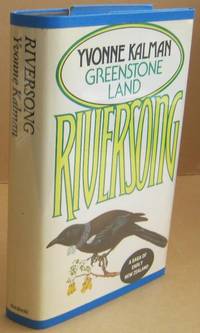 YVONNE KALMAN
GREENSTONE
LAND
RIVERSONG
A SAGA OF
EARLY
NEW ZEALAND
RIVERSONG
Yvonne Kalman